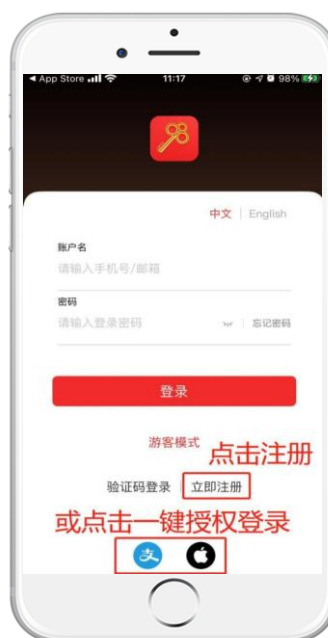 App Store 11:17 98%
中文 | English
账户名
请输入手机号/邮箱
密码
请输入登录密码 忘记密码
登录
游客模式
点击注册
验证码登录 立即注册
或点击一键授权登录
支